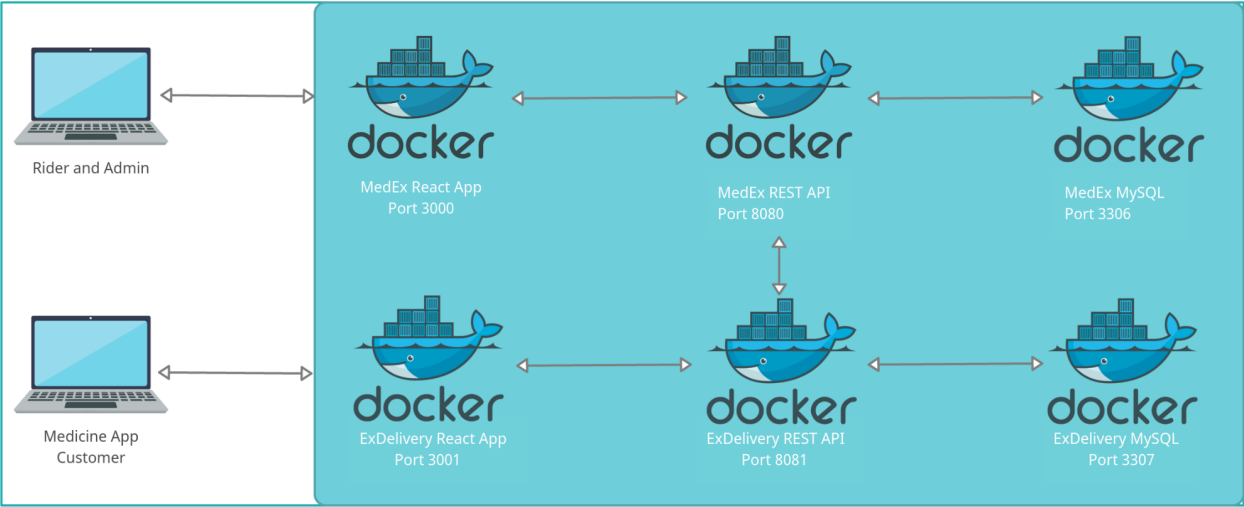 docker
docker
docker
Rider and Admin
MedEx React App
Port 3000
MedEx REST API
Port 8080
MedEx MySQL
Port 3306
docker
docker
docker
Medicine App
Customer
ExDelivery React App
Port 3001
ExDelivery REST API
Port 8081
ExDelivery MySQL
Port 3307